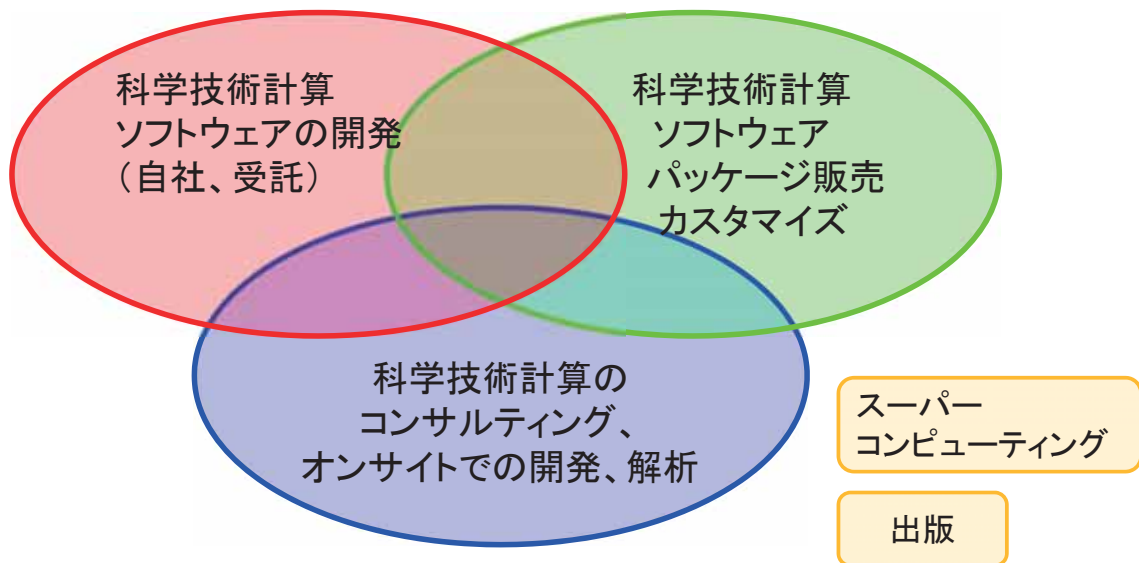 科学技術計算
ソフトウェアの開発
（自社、受託）
科学技術計算
ソフトウェア
パッケージ販売
カスタマイズ
科学技術計算の
コンサルティング、
オンサイトでの開発、解析
スーパー
コンピューティング
出版